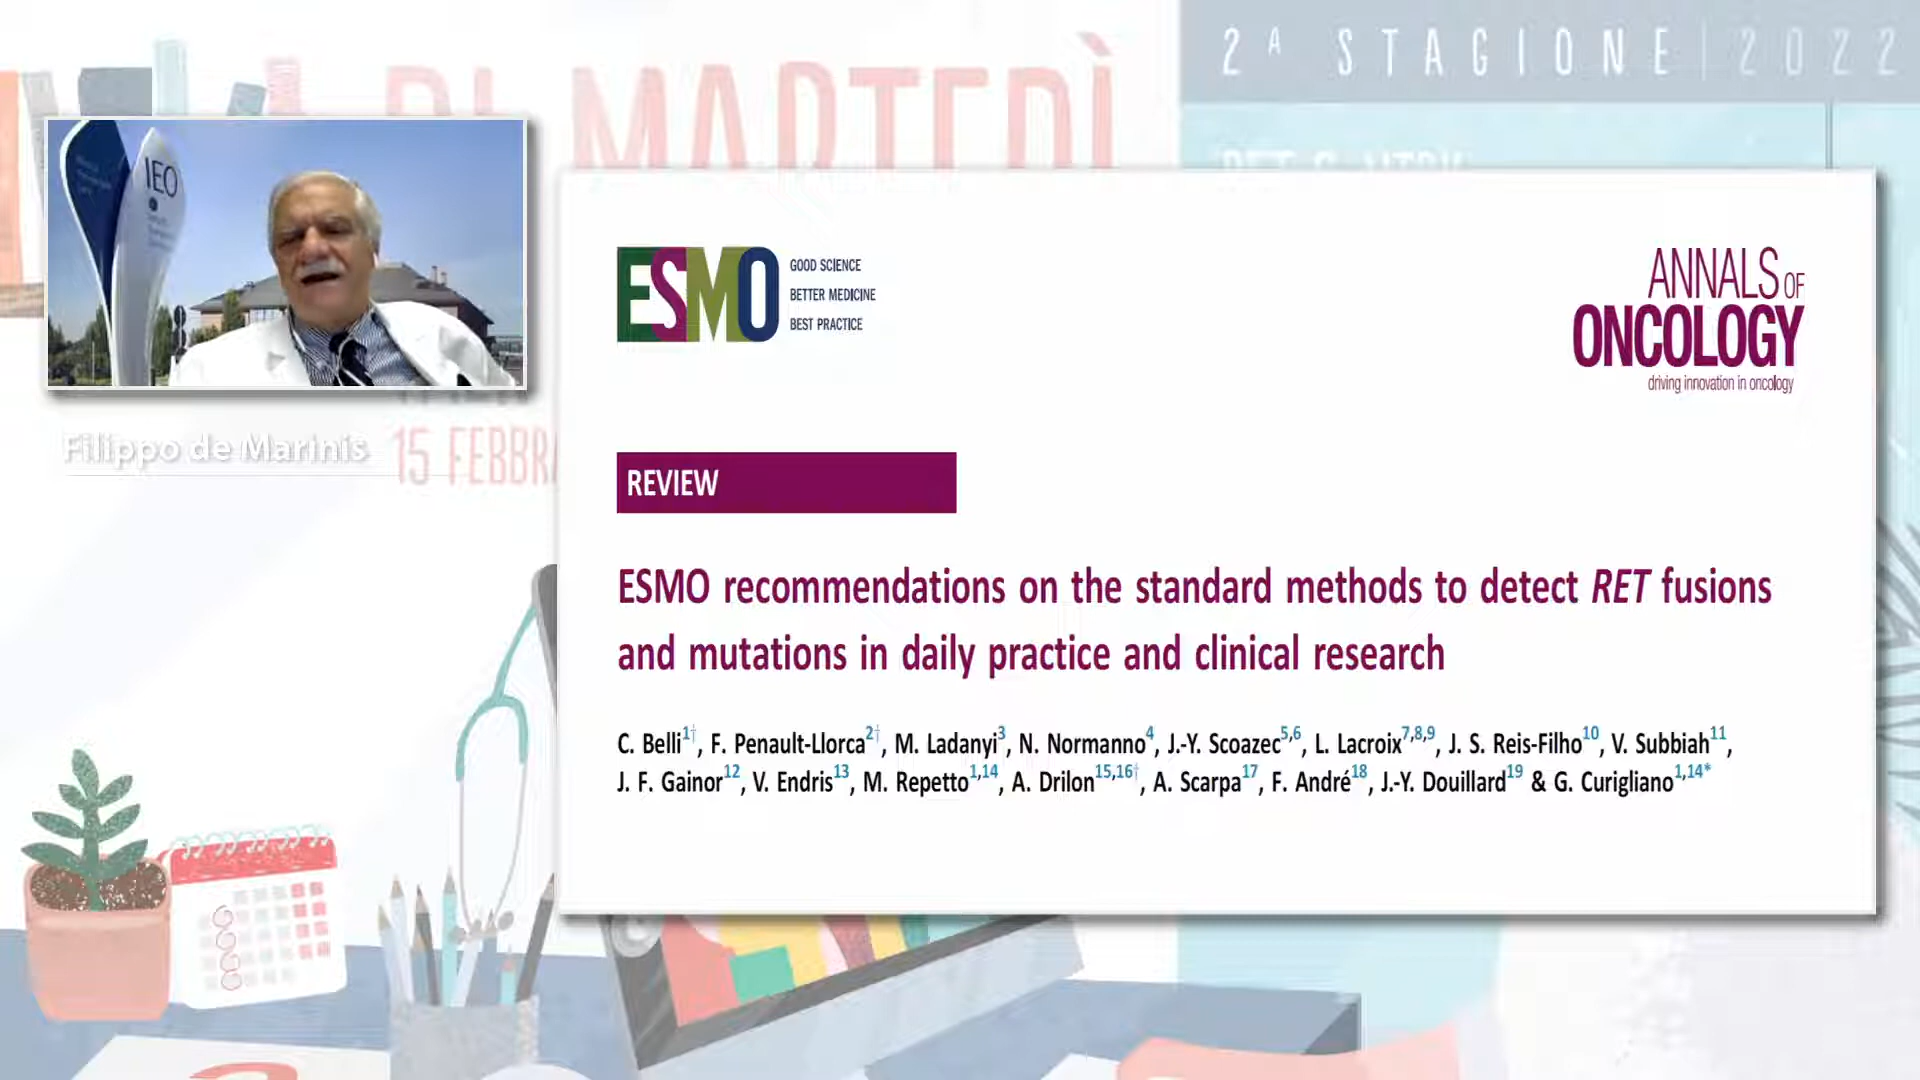 2ᴬ STAGIONE | 2022
DI MARTEDÌ
IEO
Filippo de Marinis
15 FEBBRA
ESMO
GOOD SCIENCE
BETTER MEDICINE
BEST PRACTICE
ANNALS OF
ONCOLOGY
driving innovation in oncology
REVIEW
ESMO recommendations on the standard methods to detect RET fusions
and mutations in daily practice and clinical research
C. Belli1†, F. Penault-Llorca2†, M. Ladanyi3, N. Normanno4, J.-Y. Scoazec5,6, L. Lacroix7,8,9, J. S. Reis-Filho10, V. Subbiah11,
J. F. Gainor12, V. Endris13, M. Repetto1,14, A. Drilon15,16†, A. Scarpa17, F. André18, J.-Y. Douillard19 & G. Curigliano1,14*